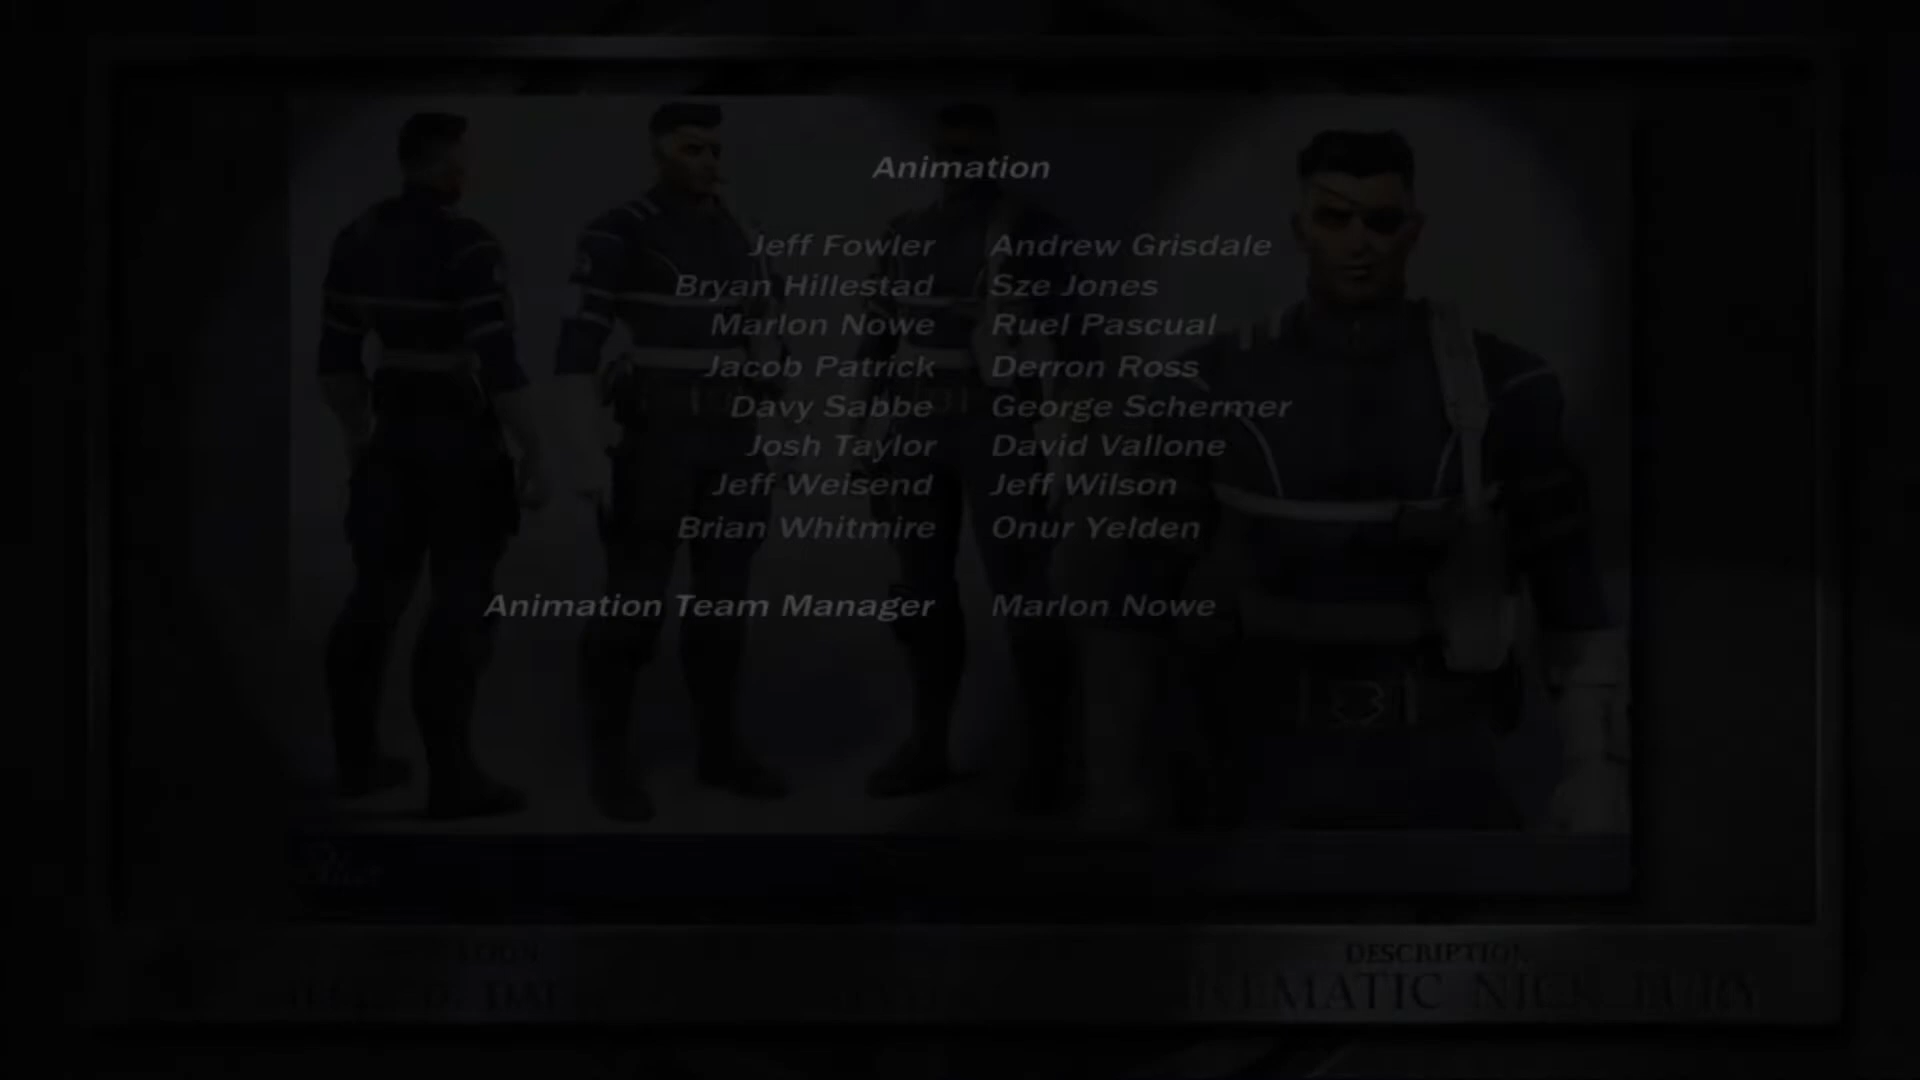 Animation
Jeff Fowler Andrew Grisdale
Bryan Hillestad Sze Jones
Marlon Nowe Ruel Pascual
Jacob Patrick Derron Ross
Davy Sabbe George Schermer
Josh Taylor David Vallone
Jeff Weisend Jeff Wilson
Brian Whitmire Onur Yelden
Animation Team Manager Marlon Nowe
DESCRIPTION
NICK FURY